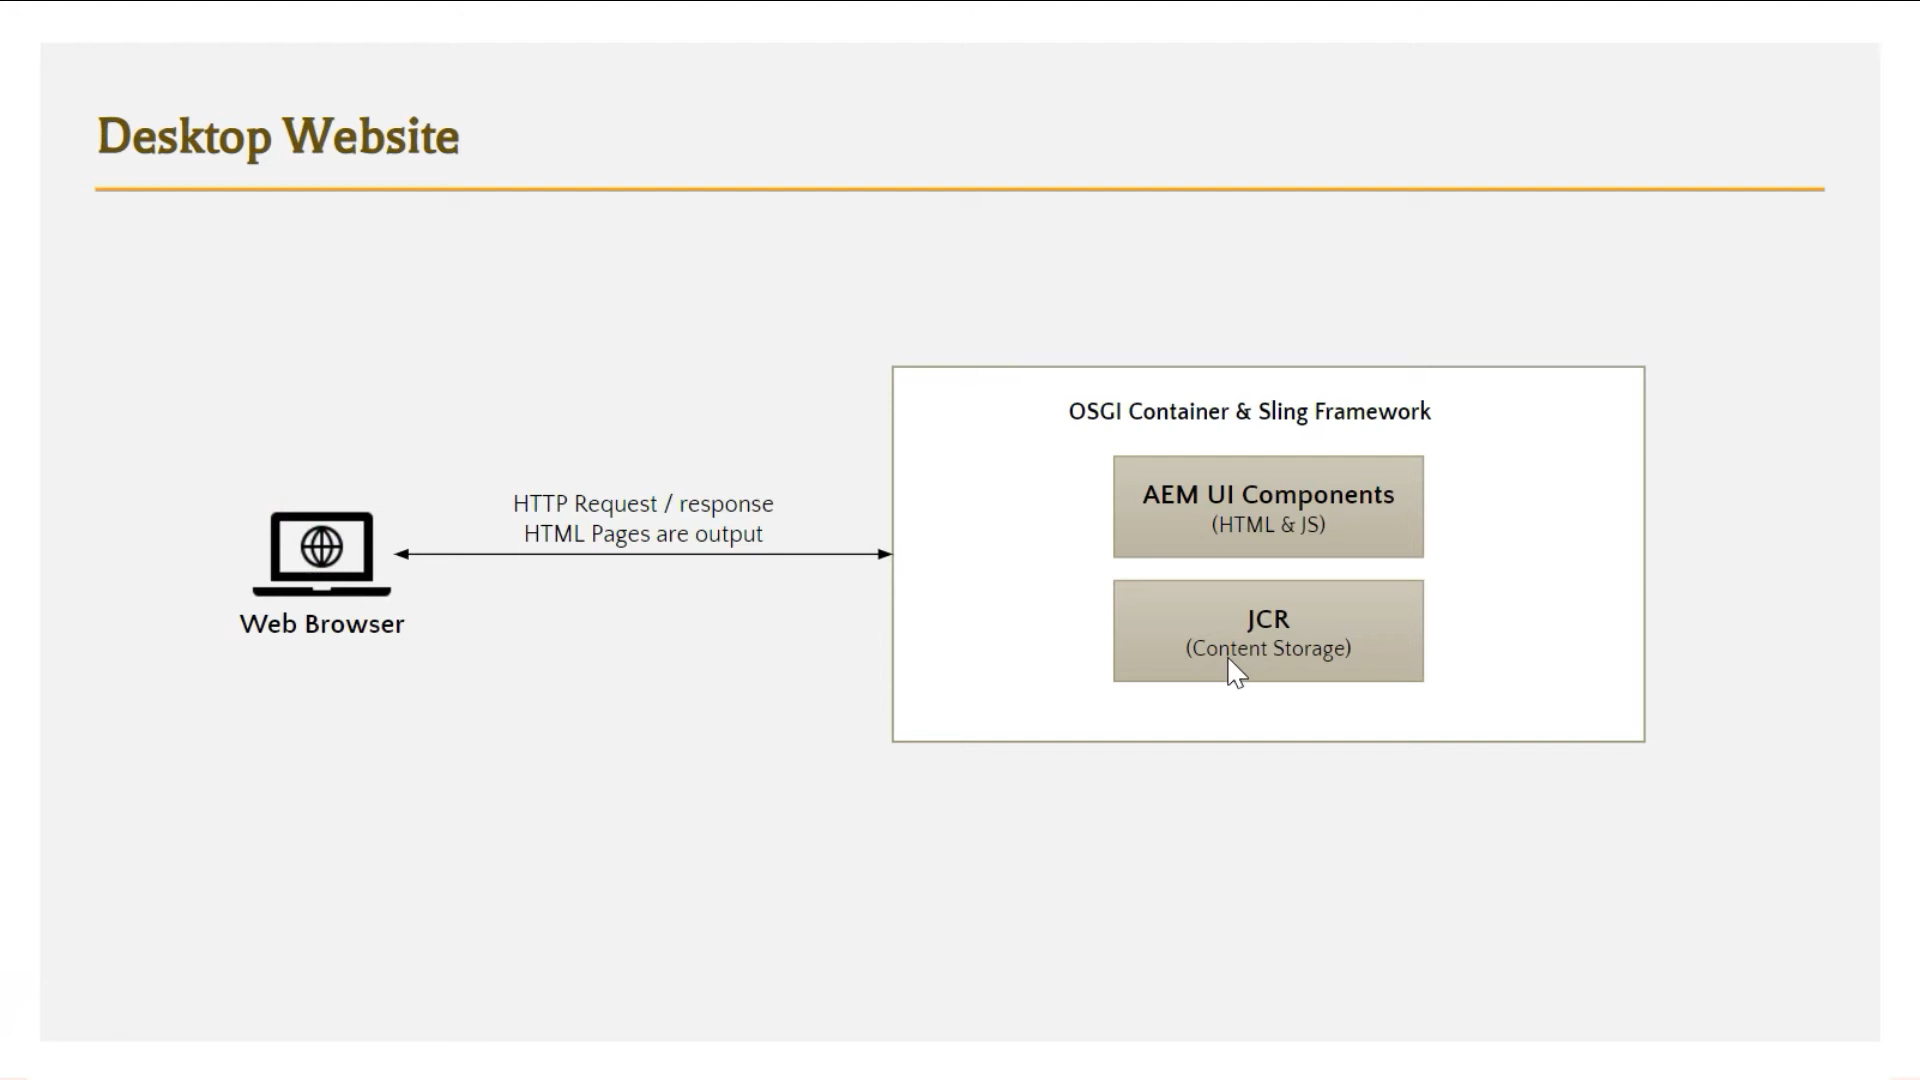 Desktop Website
OSGI Container & Sling Framework
AEM UI Components
(HTML & JS)
HTTP Request / response
HTML Pages are output
JCR
(Content Storage)
Web Browser